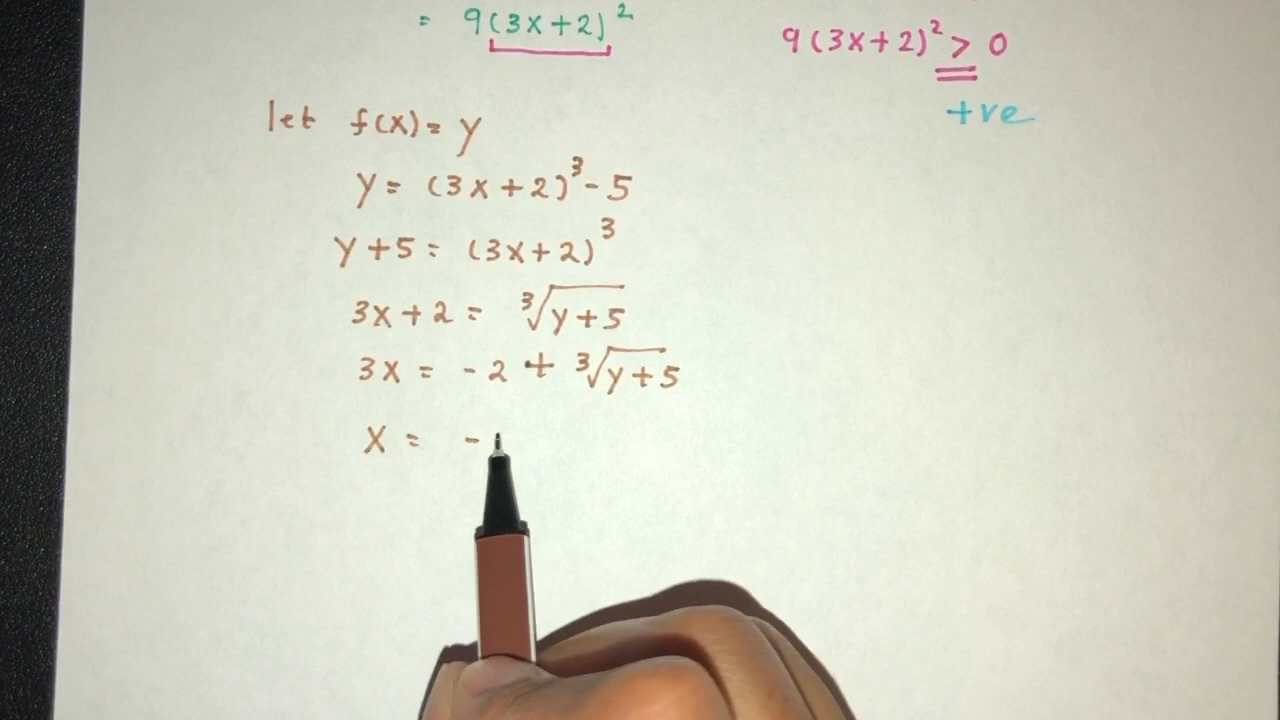 = 9(3x+2)²
9(3x+2)² > 0
+ve
let f(x) = y
y = (3x+2)³ - 5
y + 5 = (3x+2)³
3x + 2 = ∛(y+5)
3x = -2 + ∛(y+5)
x = -